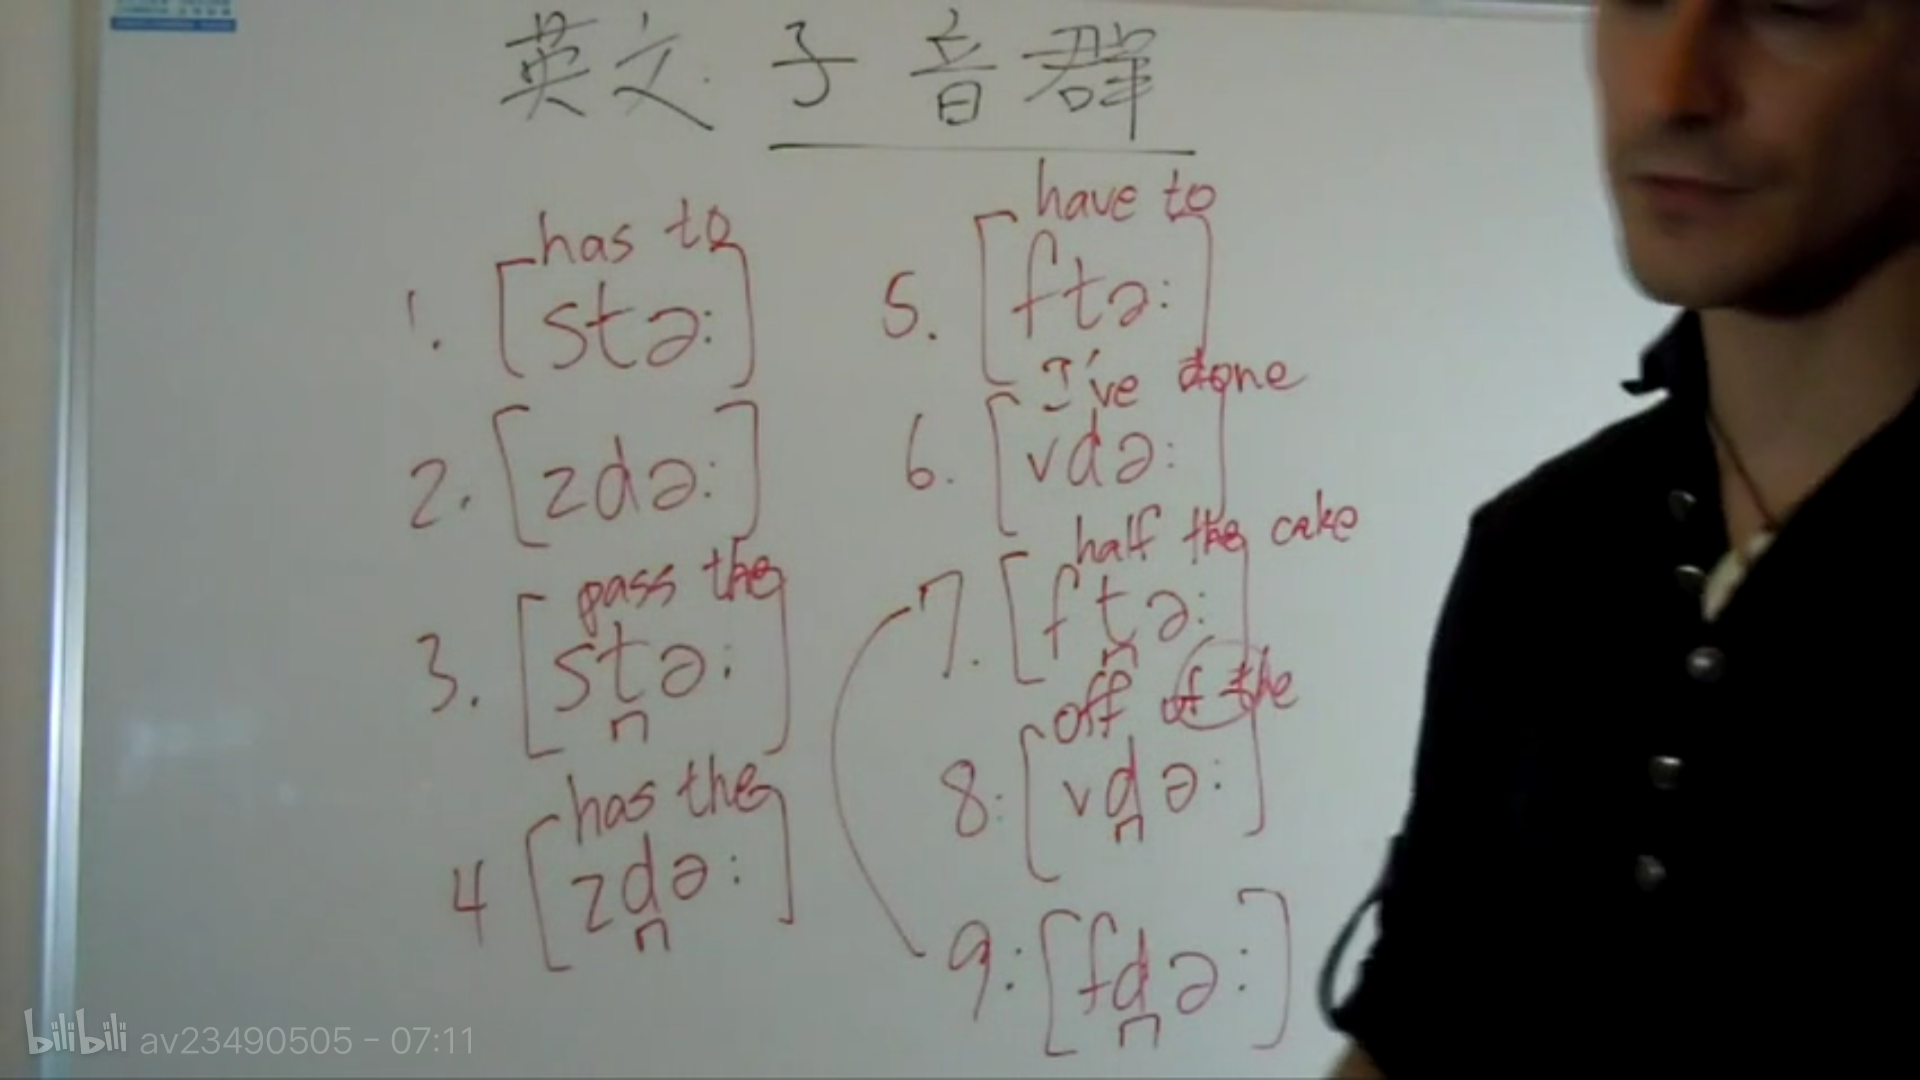 英文子音群
has to
1. [stə:]
2. [zdə:]
pass the
3. [st̪ə:]
has the
4 [zd̪ə:]
have to
5. [ftə:]
I've done
6. [vdə:]
half the cake
7. [ft̪ə:]
off of the
8: [vd̪ə:]
9: [fd̪ə:]
bilibili av23490505 - 07:11